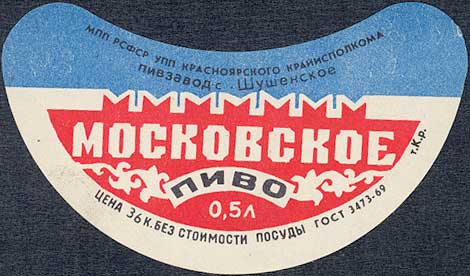 МПП РСФСР УПП КРАСНОЯРСКОГО КРАЙИСПОЛКОМА
ПИВЗАВОД с. Шушенское
МОСКОВСКОЕ
ПИВО
0,5Л
ЦЕНА 36 К. БЕЗ СТОИМОСТИ ПОСУДЫ ГОСТ 3473-69
т.К.р.